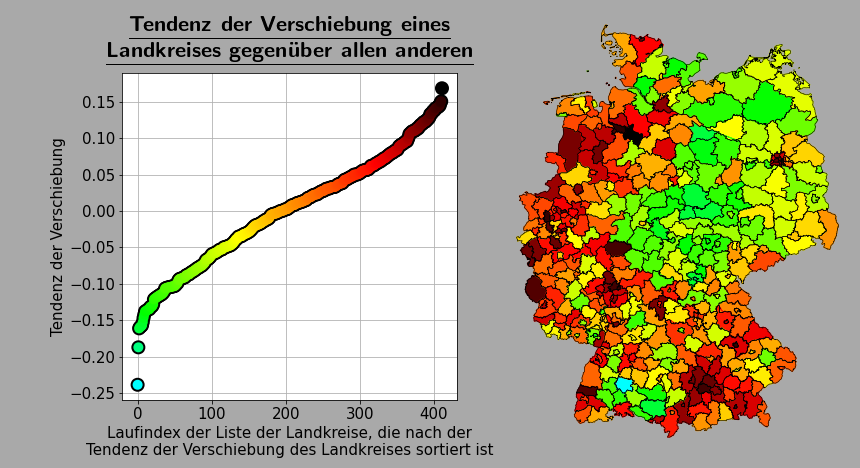 Tendenz der Verschiebung eines
Landkreises gegenüber allen anderen
0.15
0.10
0.05
0.00
−0.05
−0.10
−0.15
−0.20
−0.25
Tendenz der Verschiebung
0 100 200 300 400
Laufindex der Liste der Landkreise, die nach der
Tendenz der Verschiebung des Landkreises sortiert ist